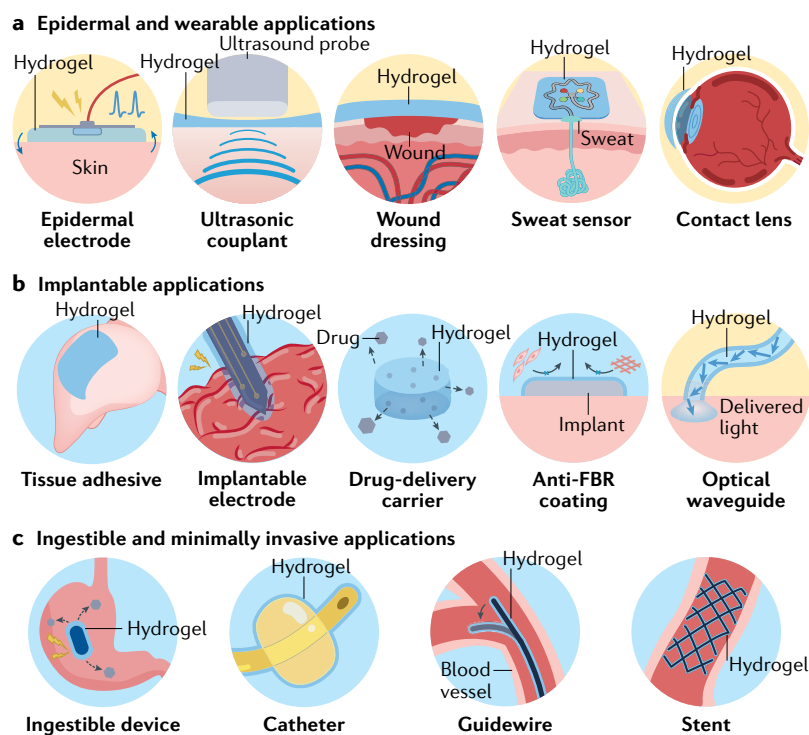 a Epidermal and wearable applications
Ultrasound probe
Hydrogel
Hydrogel
Hydrogel
Hydrogel
Hydrogel
Skin
Wound
Sweat
Epidermal
electrode
Ultrasonic
couplant
Wound
dressing
Sweat sensor
Contact lens
b Implantable applications
Hydrogel
Hydrogel
Drug
Hydrogel
Hydrogel
Implant
Hydrogel
Delivered
light
Tissue adhesive
Implantable
electrode
Drug-delivery
carrier
Anti-FBR
coating
Optical
waveguide
c Ingestible and minimally invasive applications
Hydrogel
Hydrogel
Hydrogel
Blood
vessel
Hydrogel
Ingestible device
Catheter
Guidewire
Stent